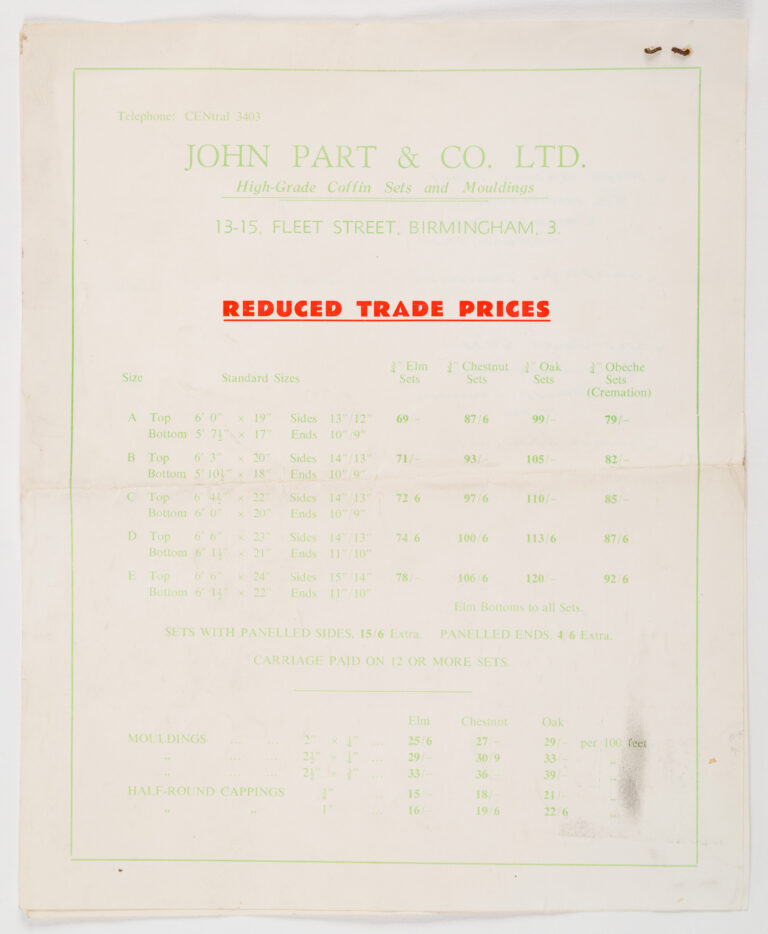 Telephone: CENtral 3403
JOHN PART & CO. LTD.
High-Grade Coffin Sets and Mouldings
13-15, FLEET STREET, BIRMINGHAM, 3.
REDUCED TRADE PRICES
Size Standard Sizes ¾" Elm Sets ¾" Chestnut Sets ¾" Oak Sets ¾" Obeche Sets (Cremation)
A Top 6' 0" × 19" Sides 13"/12" 69/- 87/6 99/- 79/-
Bottom 5' 7½" × 17" Ends 10"/9"
B Top 6' 3" × 20" Sides 14"/13" 71/- 93/- 105/- 82/-
Bottom 5' 10½" × 18" Ends 10"/9"
C Top 6' 4½" × 22" Sides 14"/13" 72/6 97/6 110/- 85/-
Bottom 6' 0" × 20" Ends 10"/9"
D Top 6' 6" × 23" Sides 14"/13" 74/6 100/6 113/6 87/6
Bottom 6' 1½" × 21" Ends 11"/10"
E Top 6' 6" × 24" Sides 15"/14" 78/- 106/6 120/- 92/6
Bottom 6' 1½" × 22" Ends 11"/10"
Elm Bottoms to all Sets.
SETS WITH PANELLED SIDES, 15/6 Extra. PANELLED ENDS, 4/6 Extra.
CARRIAGE PAID ON 12 OR MORE SETS.
Elm Chestnut Oak
MOULDINGS ... ... 2" × ... 25/6 27/- 29/- per 100 feet
„ ... ... 2½" × ... 29/- 30/9 33/- „
„ ... ... 2½" × ... 33/- 36/- 39/- „
HALF-ROUND CAPPINGS ... 15/- 18/- 21/- „
„ „ 1" ... 16/- 19/6 22/6 „